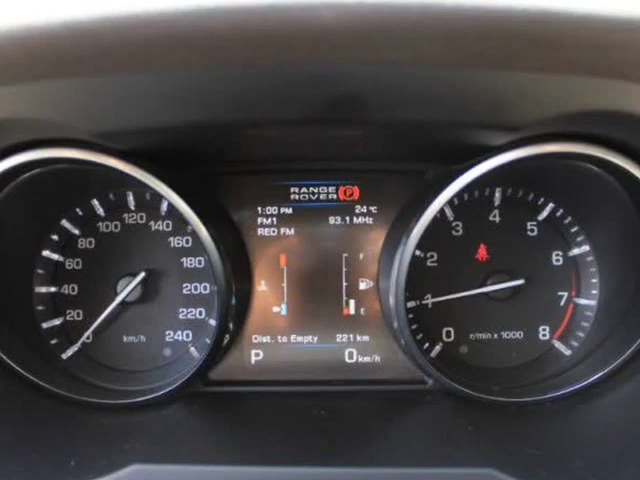 RANGE
ROVER
P
1:00 PM 24°C
FM1 93.1 MHz
RED FM
F
E
Dist. to Empty 221 km
P 0km/h
0
20
40
60
80
100
120
140
160
180
200
220
240
km/h
0
1
2
3
4
5
6
7
8
r/min x 1000